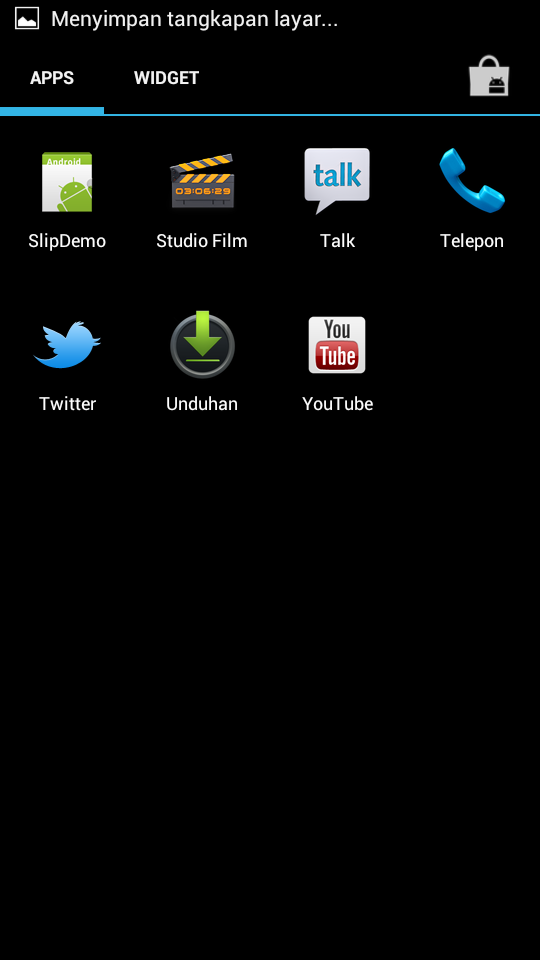 Menyimpan tangkapan layar...
APPS WIDGET
Android
03:06:29
talk
SlipDemo Studio Film Talk Telepon
You
Tube
Twitter Unduhan YouTube